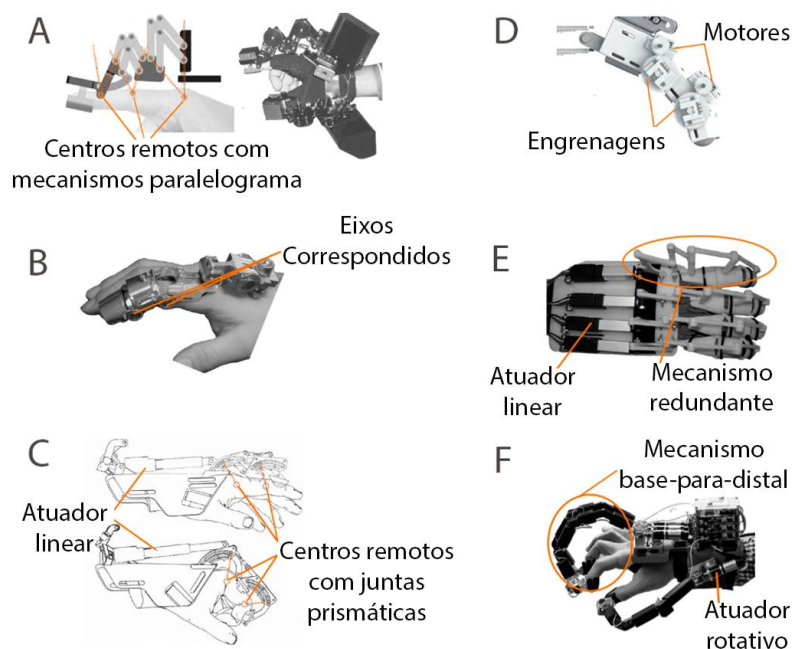 A
Centros remotos com
mecanismos paralelograma
B
Eixos
Correspondidos
C
Atuador
linear
Centros remotos
com juntas
prismáticas
D
Motores
Engrenagens
E
Atuador
linear
Mecanismo
redundante
F
Mecanismo
base-para-distal
Atuador
rotativo